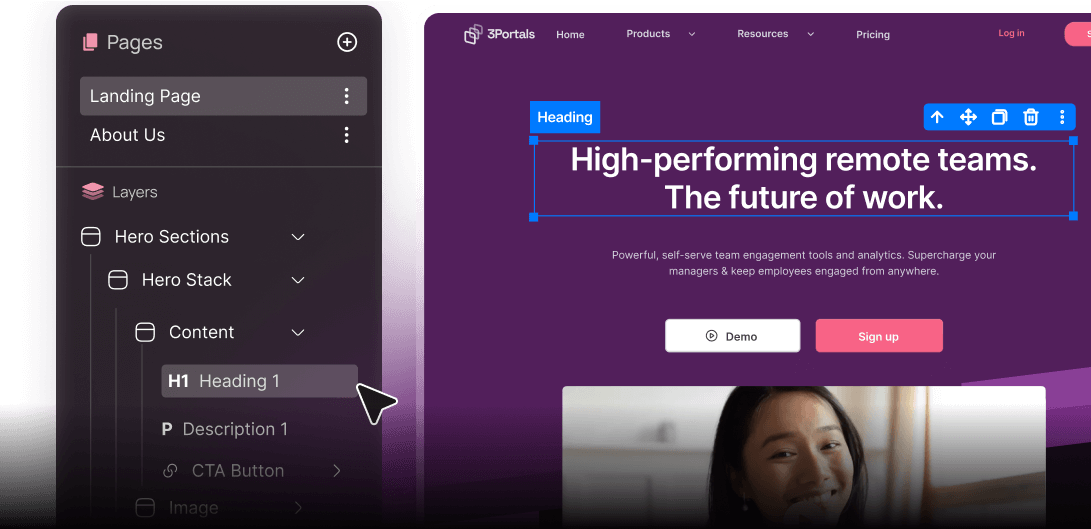 Pages
Landing Page
About Us
Layers
Hero Sections
Hero Stack
Content
H1 Heading 1
P Description 1
CTA Button
Image
3Portals
Home
Products
Resources
Pricing
Log in
Heading
High-performing remote teams.
The future of work.
Powerful, self-serve team engagement tools and analytics. Supercharge your
managers & keep employees engaged from anywhere.
Demo
Sign up